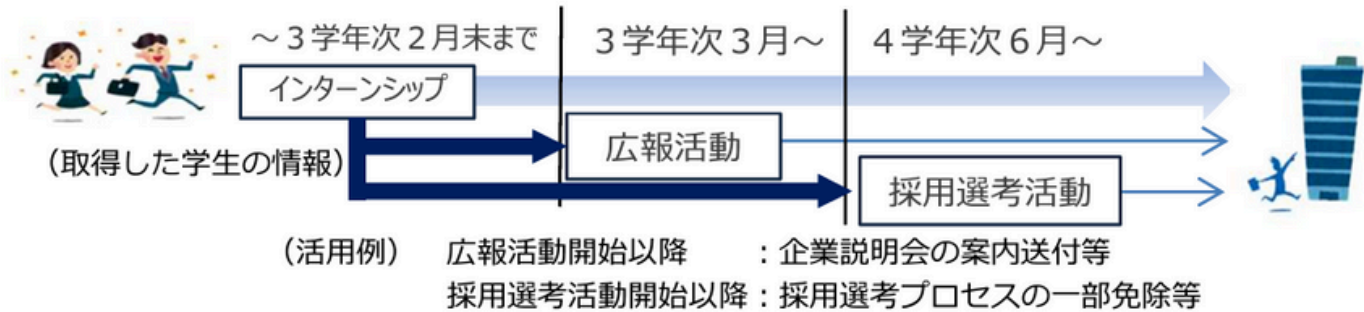 ～３学年次２月末まで
３学年次３月～
４学年次６月～
インターンシップ
広報活動
（取得した学生の情報）
採用選考活動
（活用例） 広報活動開始以降 ：企業説明会の案内送付等
採用選考活動開始以降：採用選考プロセスの一部免除等